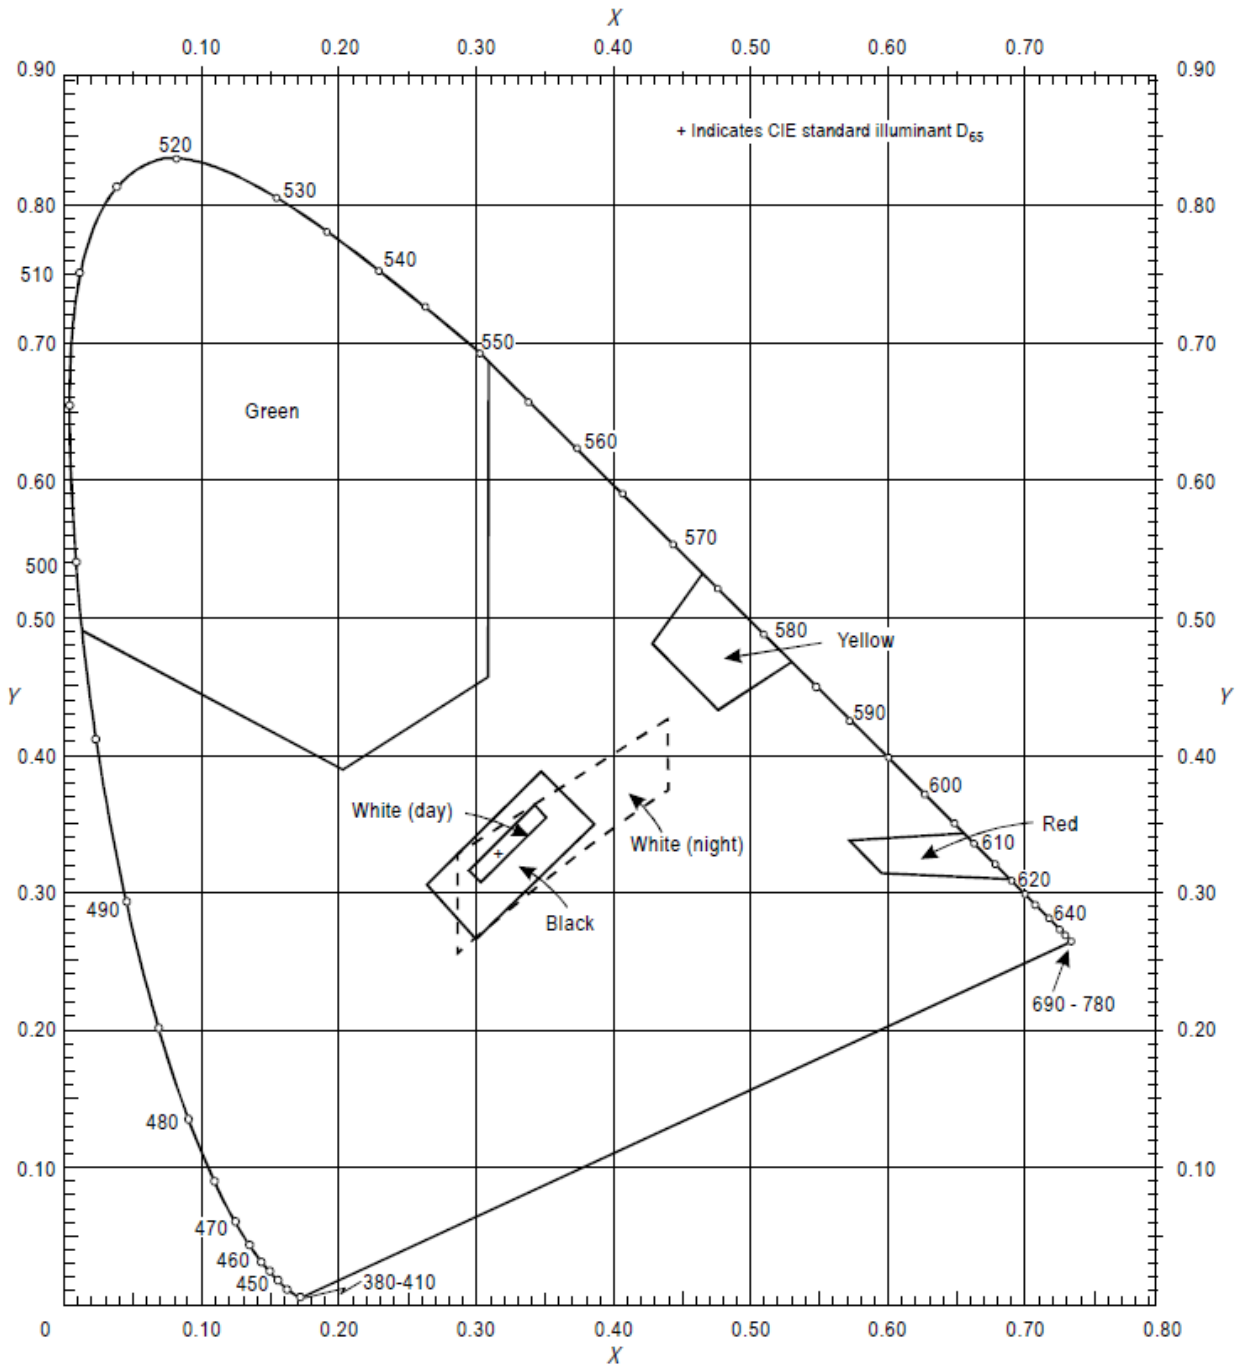 X
0.10 0.20 0.30 0.40 0.50 0.60 0.70
0.90 0.90
+ Indicates CIE standard illuminant D65
520
530
0.80 0.80
540
510
550
0.70 0.70
Green
560
0.60 0.60
570
500
0.50 0.50
580
Yellow
Y Y
590
0.40 0.40
600
White (day)
Red
610
White (night)
620
0.30 0.30
490
640
Black
690 - 780
0.20 0.20
480
0.10 0.10
470
460
450
380-410
0 0.10 0.20 0.30 0.40 0.50 0.60 0.70 0.80
X